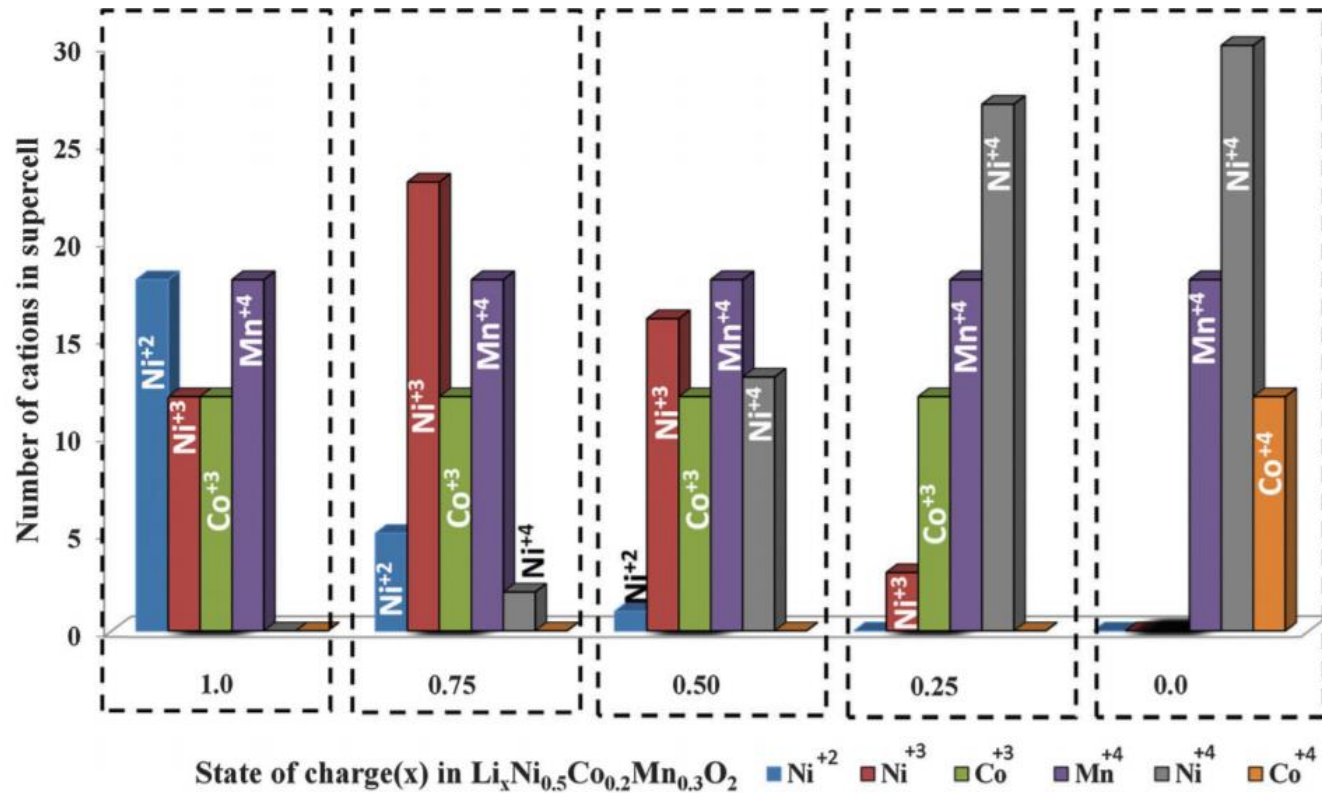 Number of cations in supercell
30
25
20
15
10
5
0
Ni+2
Ni+3
Co+3
Mn+4
Ni+2
Ni+3
Co+3
Mn+4
Ni+4
Ni+2
Ni+3
Co+3
Mn+4
Ni+4
Ni+3
Co+3
Mn+4
Ni+4
Mn+4
Ni+4
Co+4
1.0 0.75 0.50 0.25 0.0
State of charge(x) in LixNi0.5Co0.2Mn0.3O2 Ni+2 Ni+3 Co+3 Mn+4 Ni+4 Co+4